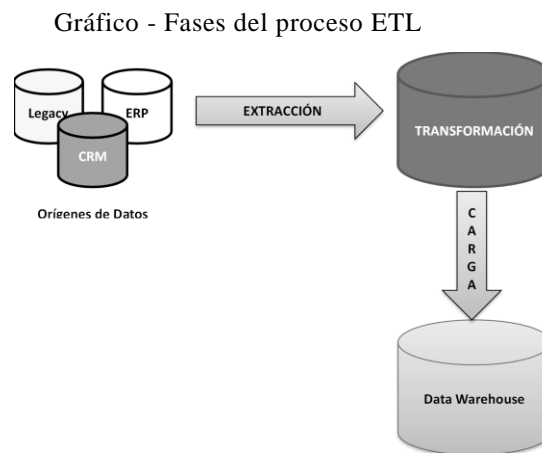 Gráfico - Fases del proceso ETL
Legacy
ERP
CRM
Orígenes de Datos
EXTRACCIÓN
TRANSFORMACIÓN
C
A
R
G
A
Data Warehouse